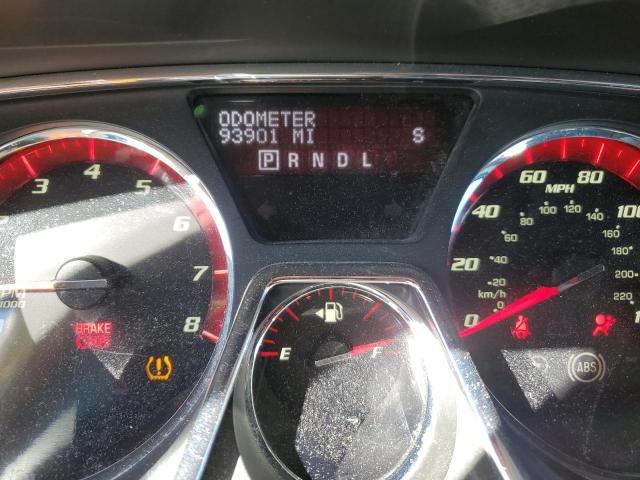 ODOMETER
93901 MI S
P R N D L
3 4 5 6 7 8
BRAKE
E F
0 20 40 60 80 100
MPH
km/h
0 20 40 60 80 100 120 140 160 180 200 220
ABS